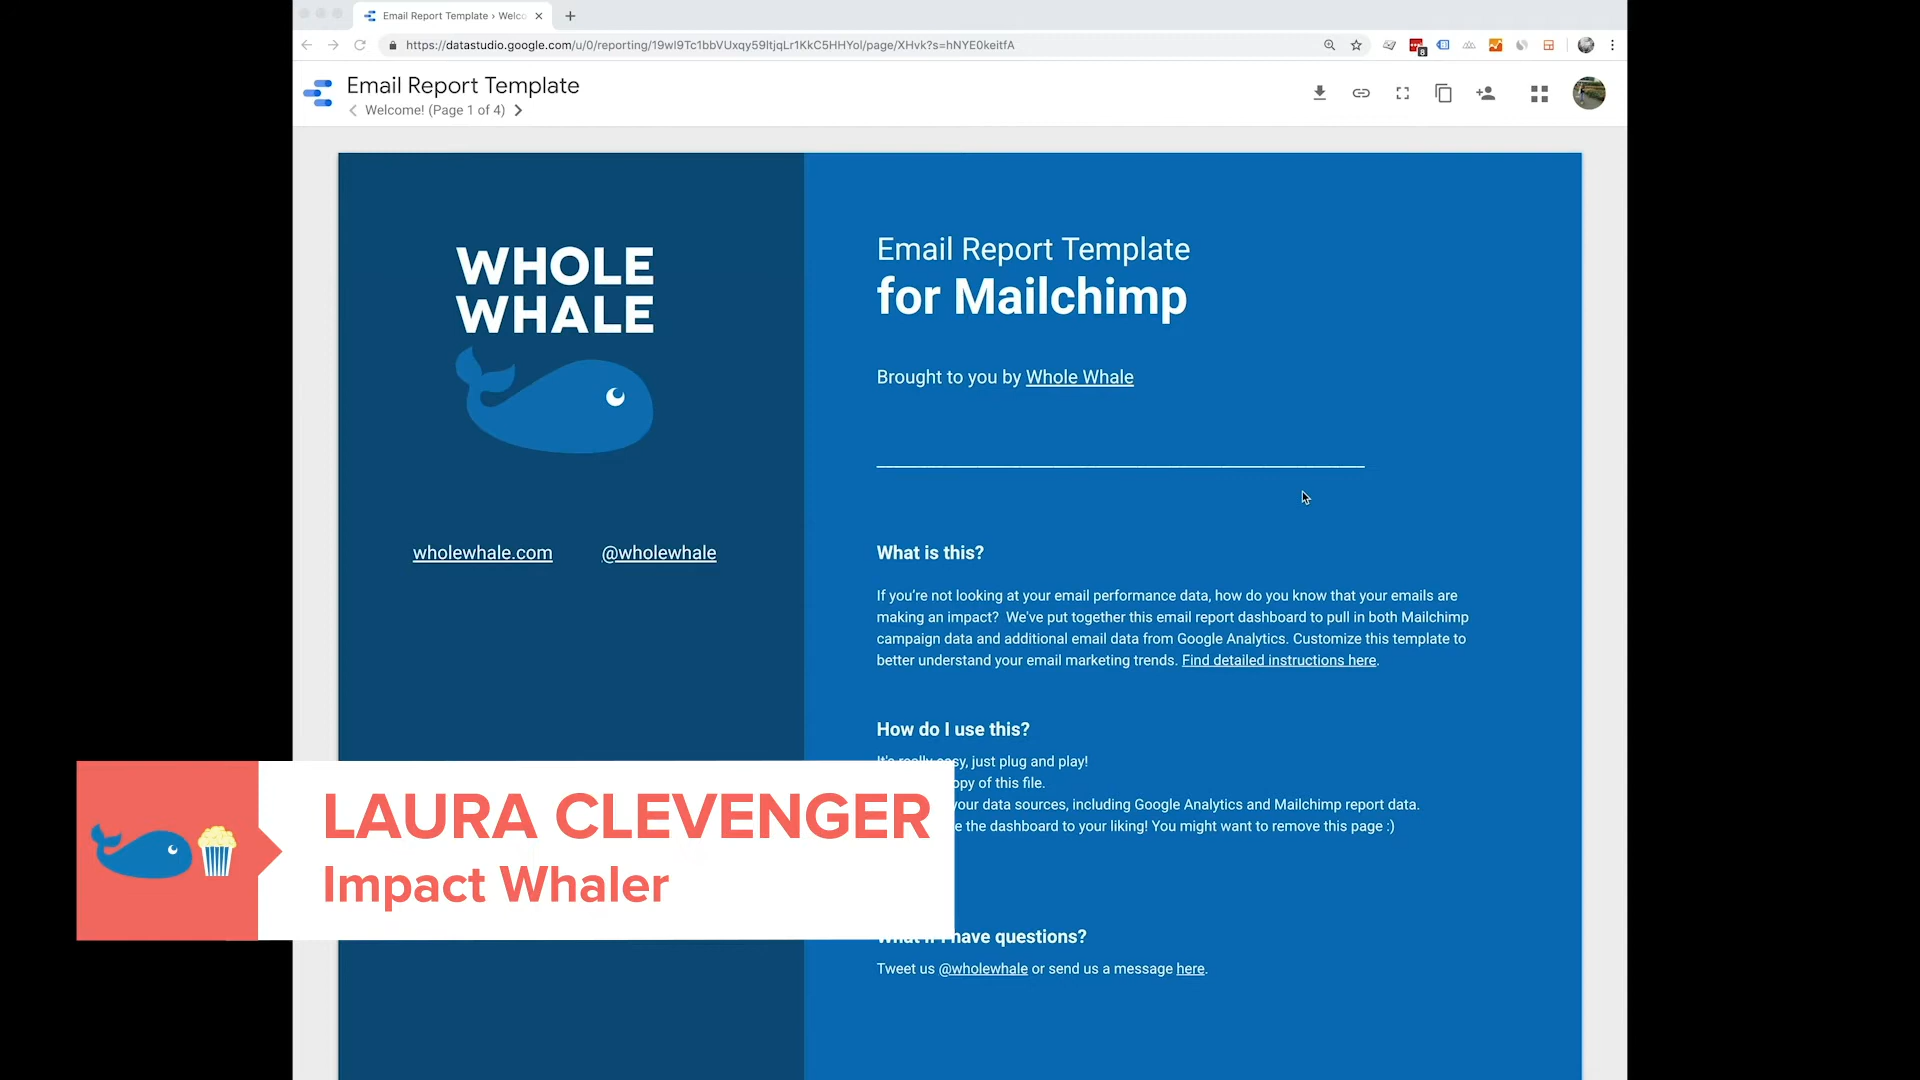 Email Report Template › Welco
https://datastudio.google.com/u/0/reporting/19wl9Tc1bbVUxqy59ltjqLr1KkC5HHYol/page/XHvk?s=hNYE0keitfA
Email Report Template
Welcome! (Page 1 of 4)
WHOLE
WHALE
wholewhale.com
@wholewhale
Email Report Template
for Mailchimp
Brought to you by Whole Whale
What is this?
If you're not looking at your email performance data, how do you know that your emails are
making an impact?  We've put together this email report dashboard to pull in both Mailchimp
campaign data and additional email data from Google Analytics. Customize this template to
better understand your email marketing trends. Find detailed instructions here.
How do I use this?
It's really easy, just plug and play!
opy of this file.
your data sources, including Google Analytics and Mailchimp report data.
e the dashboard to your liking! You might want to remove this page :)
What if I have questions?
Tweet us @wholewhale or send us a message here.
LAURA CLEVENGER
Impact Whaler